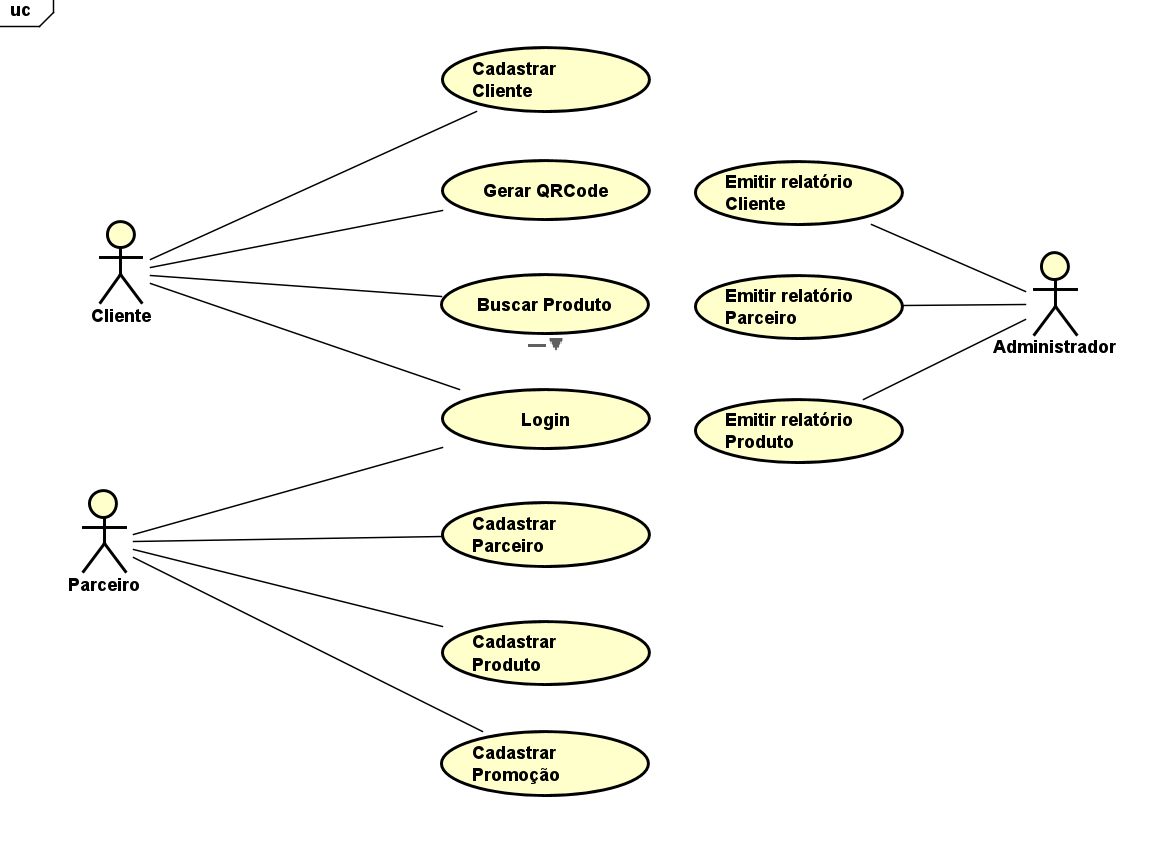 uc
Cadastrar
Cliente
Gerar QRCode
Emitir relatório
Cliente
Cliente
Buscar Produto
Emitir relatório
Parceiro
Administrador
Login
Emitir relatório
Produto
Parceiro
Cadastrar
Parceiro
Cadastrar
Produto
Cadastrar
Promoção